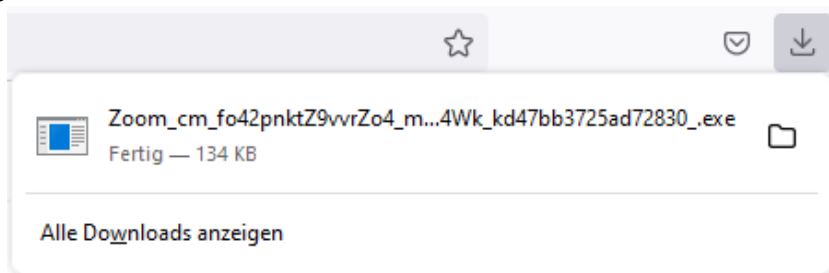 Zoom_cm_fo42pnktZ9vvrZo4_m...4Wk_kd47bb3725ad72830_.exe
Fertig — 134 KB
Alle Downloads anzeigen